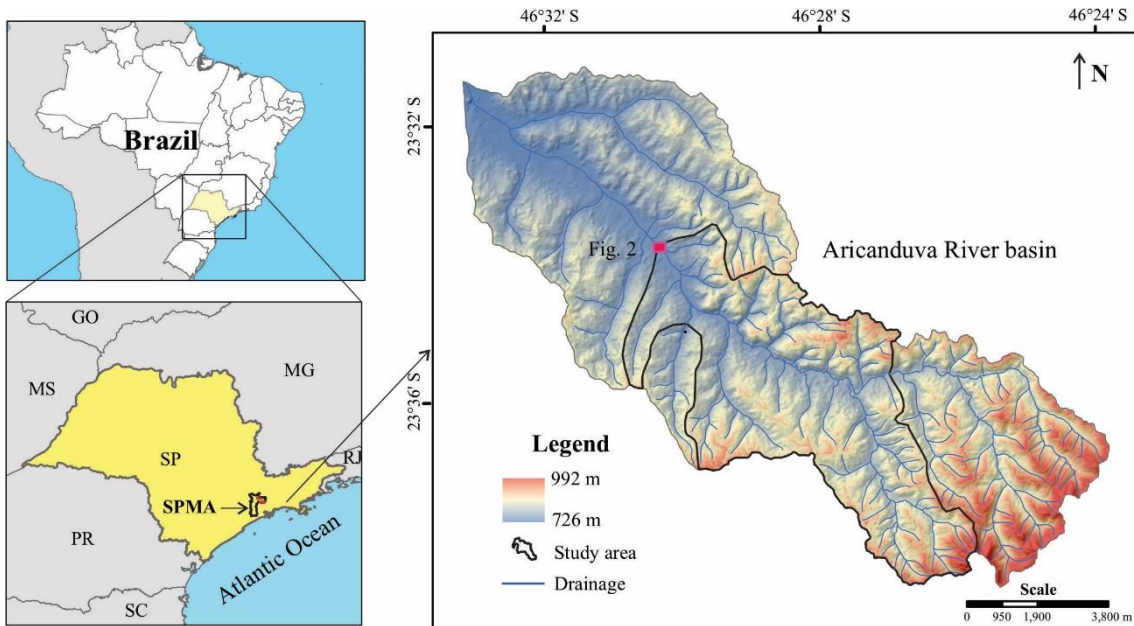 Brazil
GO
MS
MG
SP
RJ
SPMA
PR
SC
Atlantic Ocean
46°32' S
46°28' S
46°24' S
23°32' S
23°36' S
N
Fig. 2
Aricanduva River basin
Legend
992 m
726 m
Study area
Drainage
Scale
0 950 1,900 3,800 m